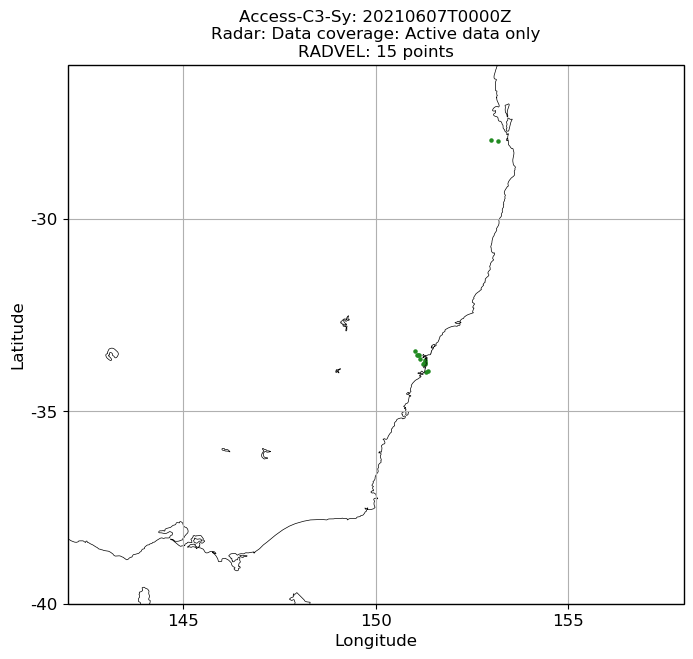 Access-C3-Sy: 20210607T0000Z
Radar: Data coverage: Active data only
RADVEL: 15 points
-30
-35
-40
145
150
155
Latitude
Longitude